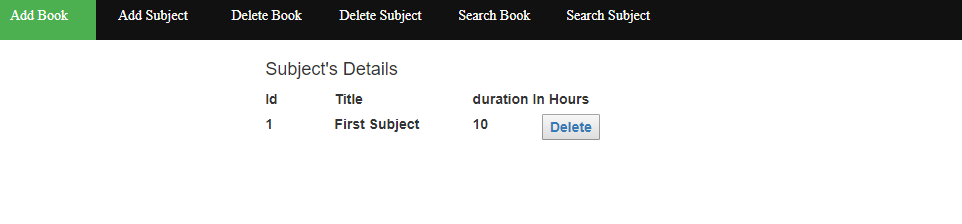 Add Book Add Subject Delete Book Delete Subject Search Book Search Subject
Subject's Details
Id Title duration In Hours
1 First Subject 10 Delete